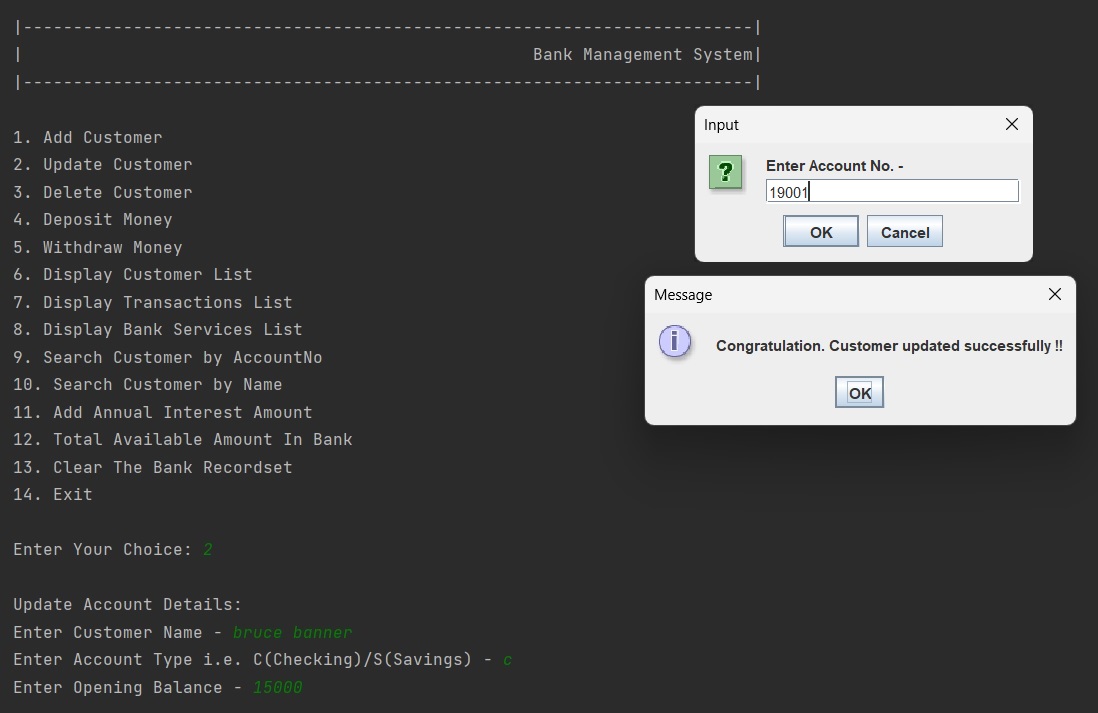 |-------------------------------------------------------------------------|
| Bank Management System|
|-------------------------------------------------------------------------|
1. Add Customer
2. Update Customer
3. Delete Customer
4. Deposit Money
5. Withdraw Money
6. Display Customer List
7. Display Transactions List
8. Display Bank Services List
9. Search Customer by AccountNo
10. Search Customer by Name
11. Add Annual Interest Amount
12. Total Available Amount In Bank
13. Clear The Bank Recordset
14. Exit
Enter Your Choice: 2
Update Account Details:
Enter Customer Name - bruce banner
Enter Account Type i.e. C(Checking)/S(Savings) - c
Enter Opening Balance - 15000
Input
?
Enter Account No. -
19001
OK Cancel
Message
i
Congratulation. Customer updated successfully !!
OK